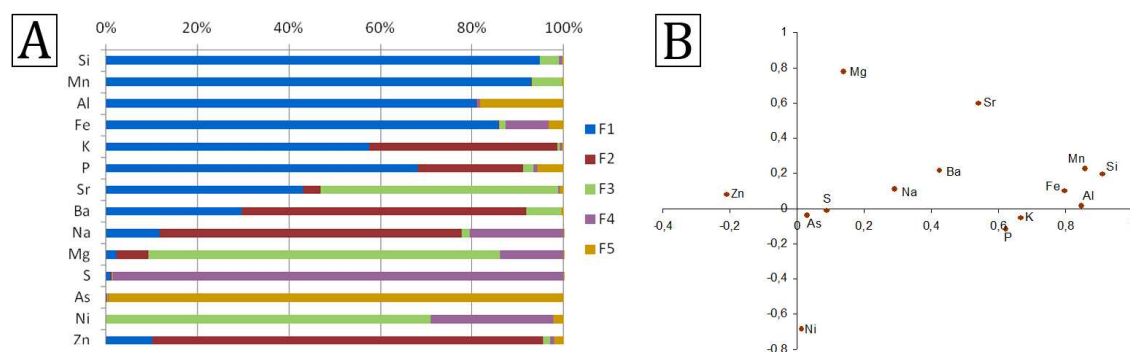 A
0% 20% 40% 60% 80% 100%
Si
Mn
Al
Fe
K
P
Sr
Ba
Na
Mg
S
As
Ni
Zn
F1
F2
F3
F4
F5
B
1
0,8
0,6
0,4
0,2
0
-0,2
-0,4
-0,6
-0,8
-0,4 -0,2 0 0,2 0,4 0,6 0,8 1
Mg
Sr
Mn
Si
Ba
Fe
Al
Na
Zn
S
As
K
P
Ni